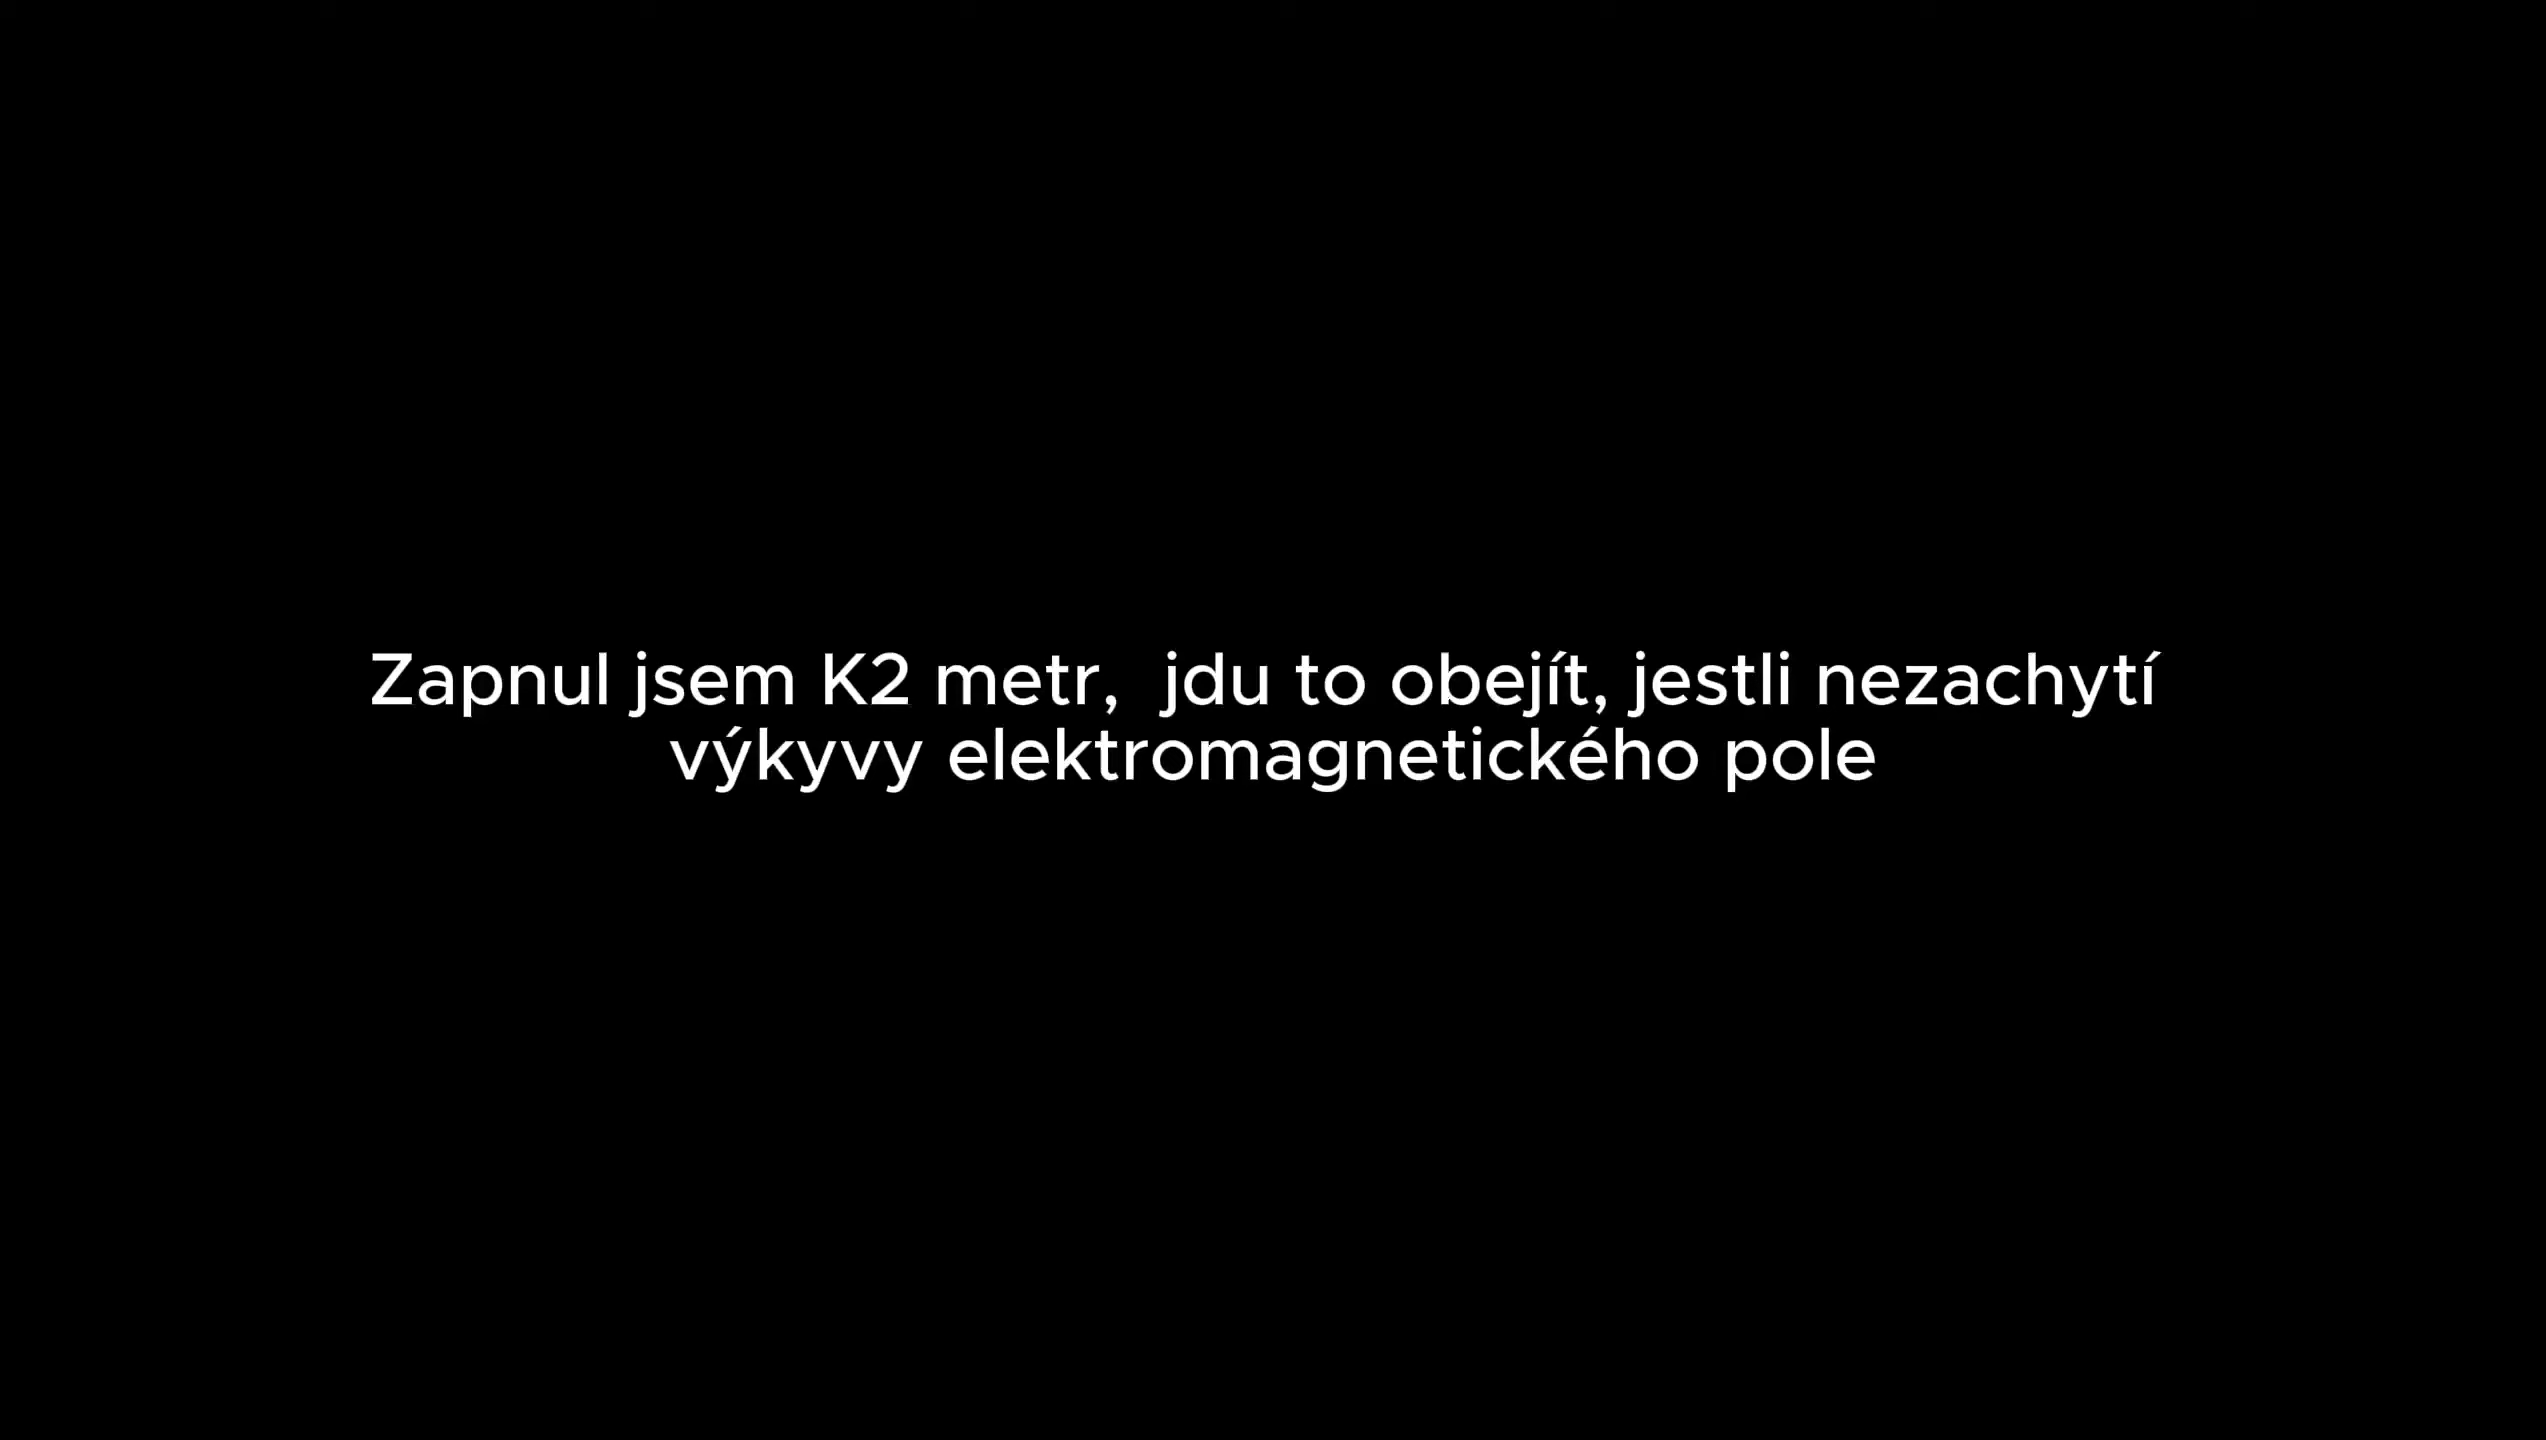 Zapnul jsem K2 metr,  jdu to obejít, jestli nezachytí
výkyvy elektromagnetického pole